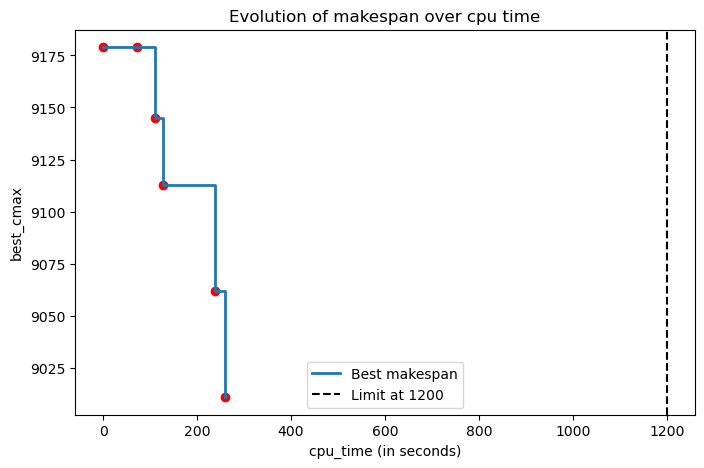 Evolution of makespan over cpu time
9175
9150
9125
9100
9075
9050
9025
best_cmax
Best makespan
Limit at 1200
0
200
400
600
800
1000
1200
cpu_time (in seconds)